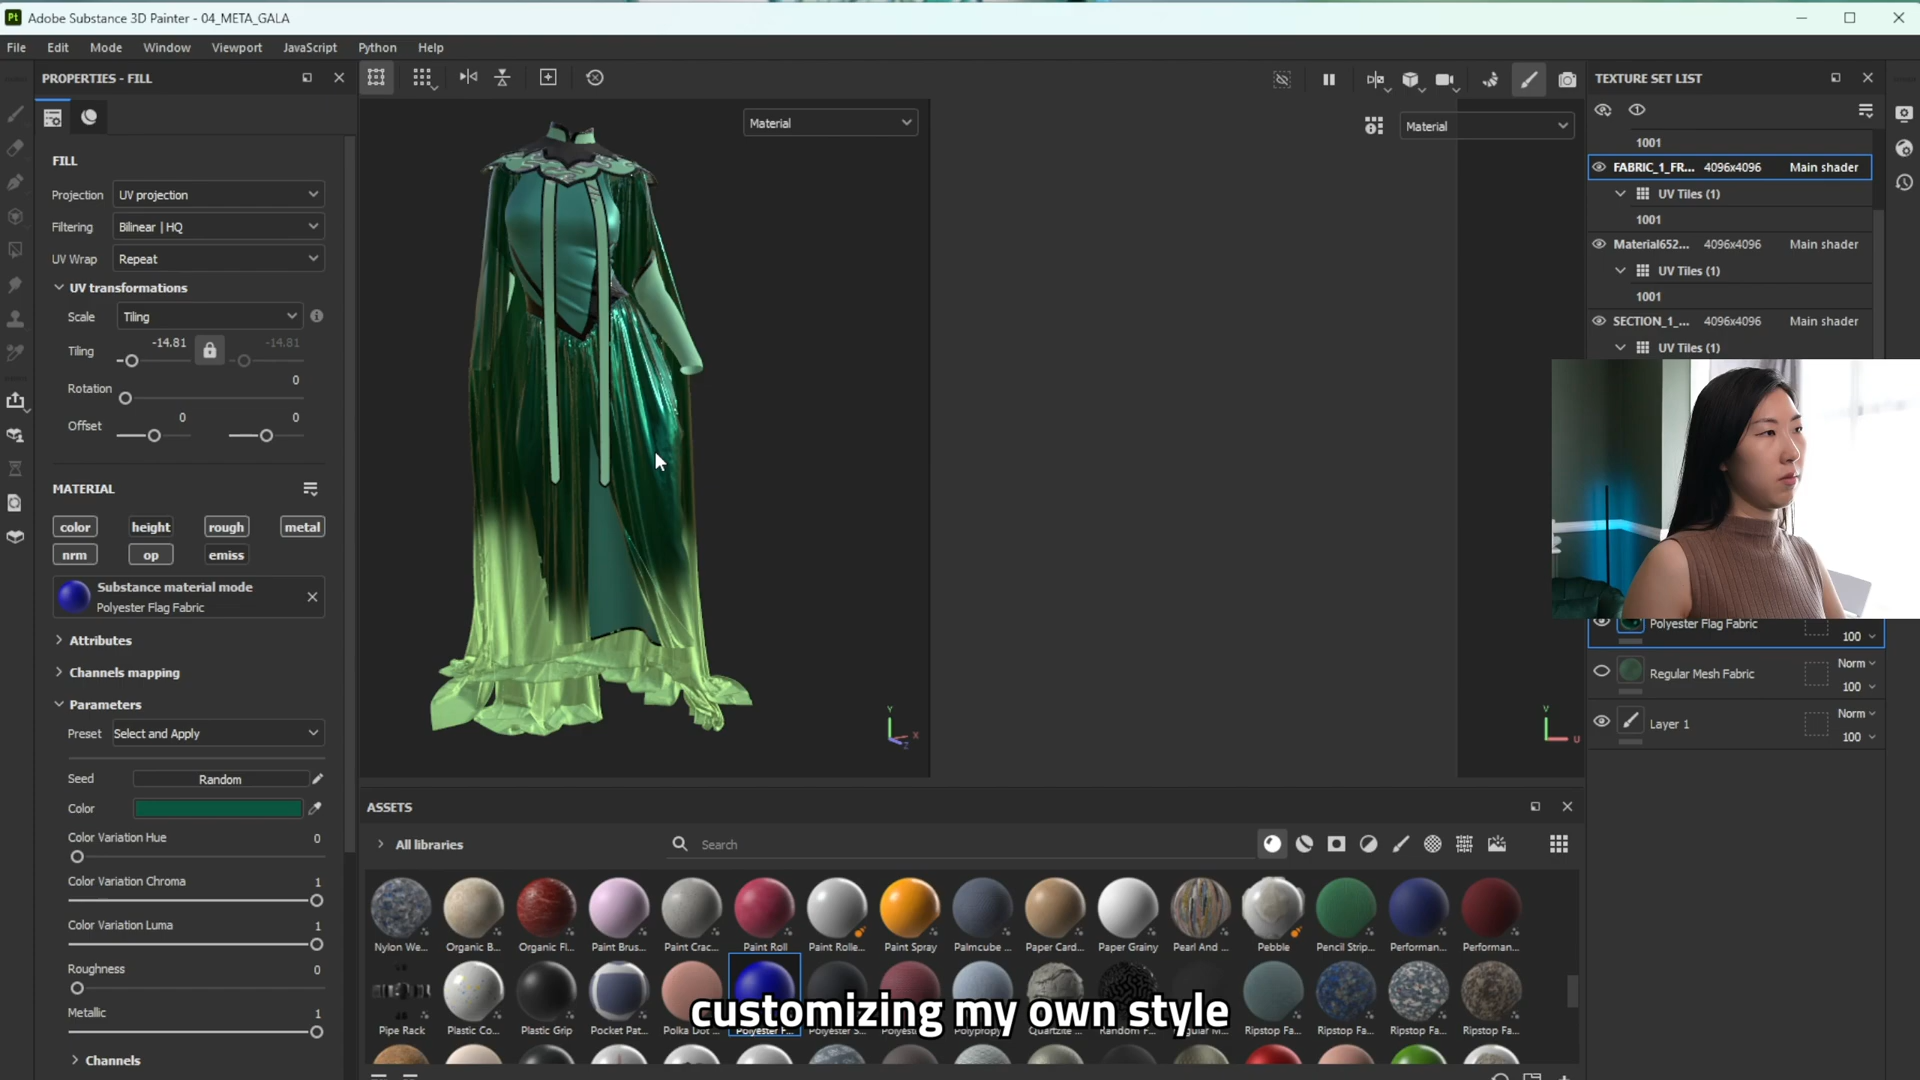 Pt Adobe Substance 3D Painter - 04_META_GALA
File Edit Mode Window Viewport JavaScript Python Help
PROPERTIES - FILL
FILL
Projection UV projection
Filtering Bilinear | HQ
UV Wrap Repeat
UV transformations
Scale Tiling
Tiling -14.81 -14.81
Rotation 0
Offset 0 0
MATERIAL
color height rough metal
nrm op emiss
Substance material mode
Polyester Flag Fabric
Attributes
Channels mapping
Parameters
Preset Select and Apply
Seed Random
Color
Color Variation Hue 0
Color Variation Chroma 1
Color Variation Luma 1
Roughness 0
Metallic 1
Channels
Material
Y
X
Z
Material
V
U
TEXTURE SET LIST
1001
FABRIC_1_FR... 4096x4096 Main shader
UV Tiles (1)
1001
Material652... 4096x4096 Main shader
UV Tiles (1)
1001
SECTION_1_... 4096x4096 Main shader
UV Tiles (1)
Polyester Flag Fabric
100
Regular Mesh Fabric Norm
100
Layer 1 Norm
100
ASSETS
All libraries Search
Nylon We... Organic B... Organic Fl... Paint Brus... Paint Crac... Paint Roll Paint Rolle... Paint Spray Palmcube ... Paper Card... Paper Grainy Pearl And ... Pebble Pencil Strip... Performan... Performan...
Pipe Rack Plastic Co... Plastic Grip Pocket Pat... Ripstop Fa... Ripstop Fa... Ripstop Fa... Ripstop Fa...
customizing my own style